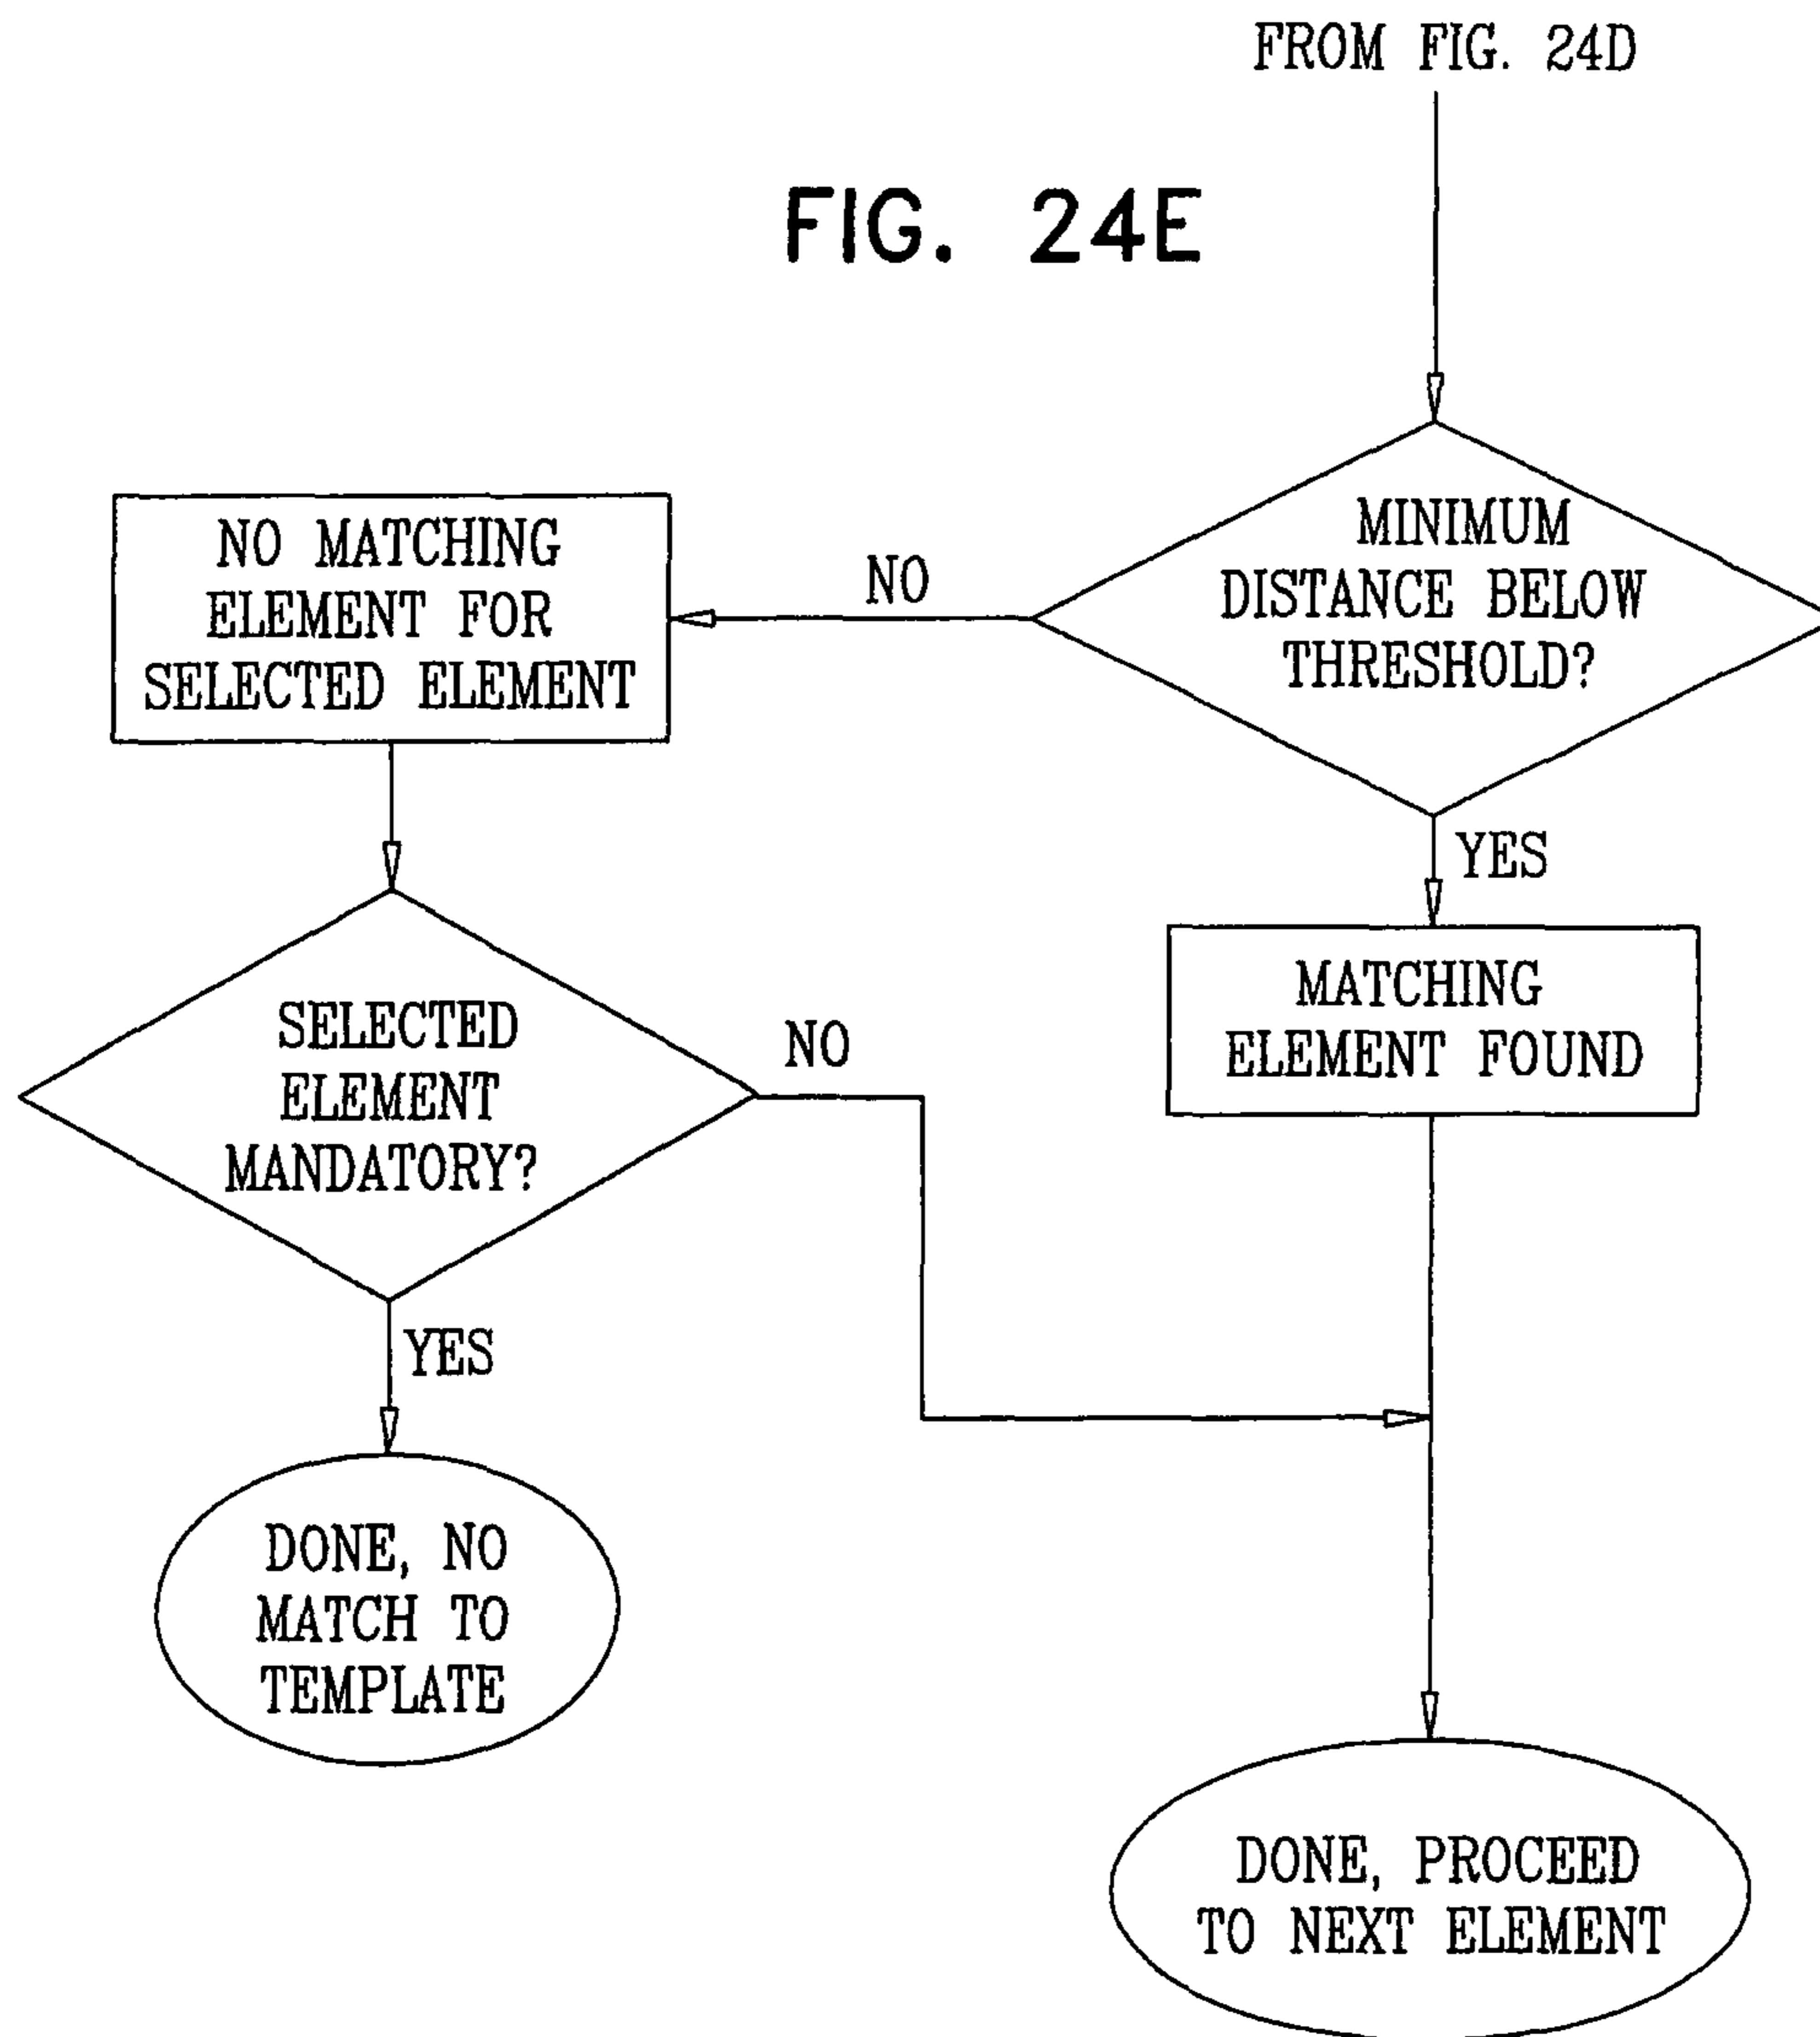 FROM FIG. 24D
FIG. 24E
MINIMUM
DISTANCE BELOW
THRESHOLD?
NO
NO MATCHING
ELEMENT FOR
SELECTED ELEMENT
YES
MATCHING
ELEMENT FOUND
SELECTED
ELEMENT
MANDATORY?
NO
YES
DONE, NO
MATCH TO
TEMPLATE
DONE, PROCEED
TO NEXT ELEMENT